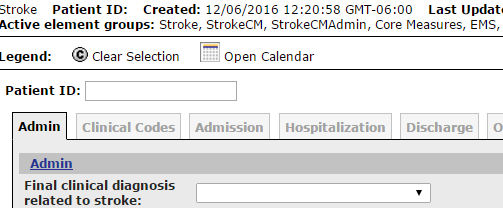 Stroke Patient ID: Created: 12/06/2016 12:20:58 GMT-06:00 Last Update
Active element groups: Stroke, StrokeCM, StrokeCMAdmin, Core Measures, EMS,
Legend: C Clear Selection Open Calendar
Patient ID:
Admin Clinical Codes Admission Hospitalization Discharge O
Admin
Final clinical diagnosis
related to stroke: